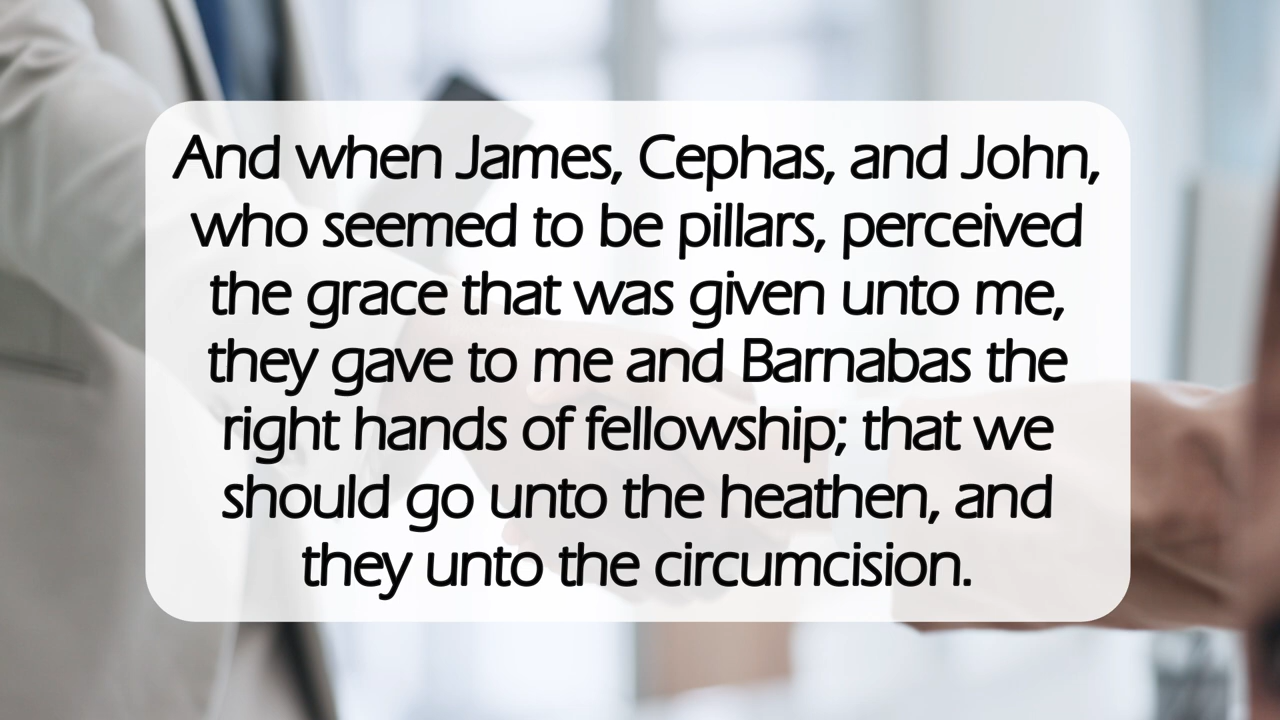 And when James, Cephas, and John,
who seemed to be pillars, perceived
the grace that was given unto me,
they gave to me and Barnabas the
right hands of fellowship; that we
should go unto the heathen, and
they unto the circumcision.